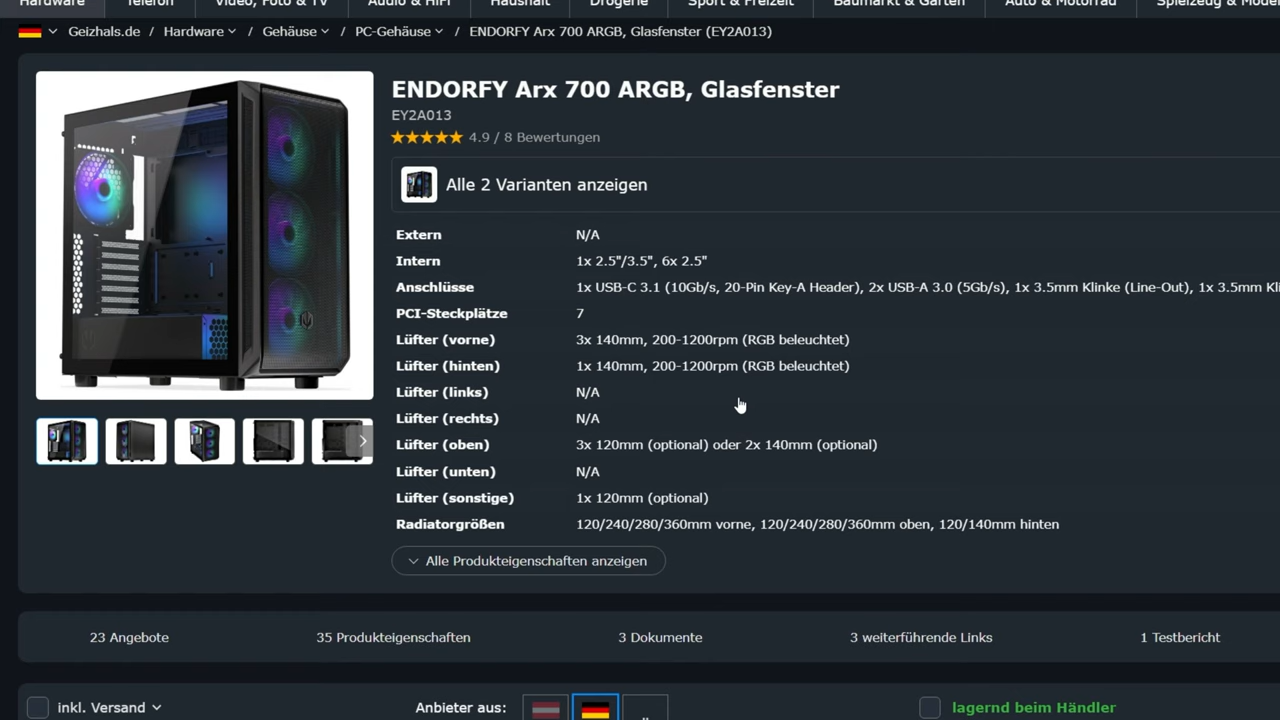 Hardware Telefon Video, Foto & TV Audio & HIFI Haushalt Drogerie Sport & Freizeit Baumarkt & Garten Auto & Motorrad Spielzeug &
Geizhals.de / Hardware / Gehäuse / PC-Gehäuse / ENDORFY Arx 700 ARGB, Glasfenster (EY2A013)
ENDORFY Arx 700 ARGB, Glasfenster
EY2A013
4.9 / 8 Bewertungen
Alle 2 Varianten anzeigen
Extern N/A
Intern 1x 2.5"/3.5", 6x 2.5"
Anschlüsse 1x USB-C 3.1 (10Gb/s, 20-Pin Key-A Header), 2x USB-A 3.0 (5Gb/s), 1x 3.5mm Klinke (Line-Out), 1x 3.5mm
PCI-Steckplätze 7
Lüfter (vorne) 3x 140mm, 200-1200rpm (RGB beleuchtet)
Lüfter (hinten) 1x 140mm, 200-1200rpm (RGB beleuchtet)
Lüfter (links) N/A
Lüfter (rechts) N/A
Lüfter (oben) 3x 120mm (optional) oder 2x 140mm (optional)
Lüfter (unten) N/A
Lüfter (sonstige) 1x 120mm (optional)
Radiatorgrößen 120/240/280/360mm vorne, 120/240/280/360mm oben, 120/140mm hinten
Alle Produkteigenschaften anzeigen
23 Angebote 35 Produkteigenschaften 3 Dokumente 3 weiterführende Links 1 Testbericht
inkl. Versand Anbieter aus: lagernd beim Händler